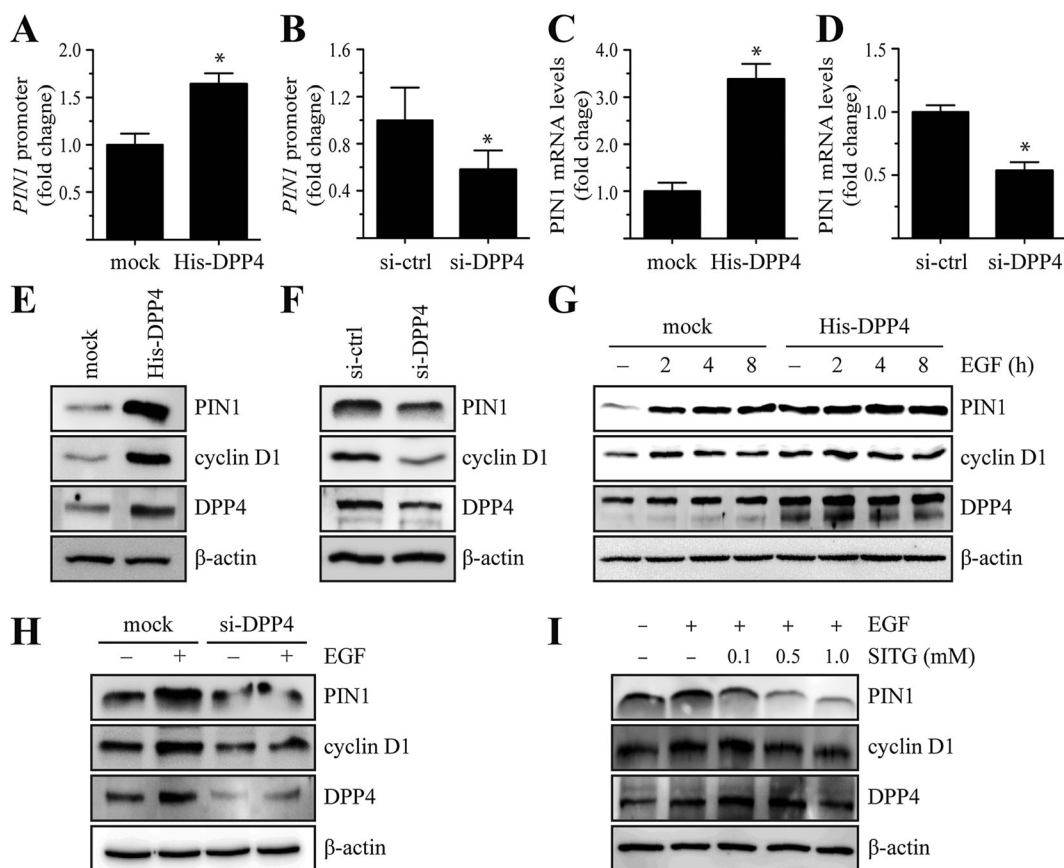 A
PIN1 promoter
(fold chagne)
2.0
1.5
1.0
0.5
*
mock His-DPP4
B
PIN1 promoter
(fold chagne)
1.6
1.2
0.8
0.4
*
si-ctrl si-DPP4
C
PIN1 mRNA levels
(fold chage)
4.0
3.0
2.0
1.0
*
mock His-DPP4
D
PIN1 mRNA levels
(fold change)
1.5
1.0
0.5
*
si-ctrl si-DPP4
E
mock His-DPP4
PIN1
cyclin D1
DPP4
β-actin
F
si-ctrl si-DPP4
PIN1
cyclin D1
DPP4
β-actin
G
mock His-DPP4
– 2 4 8 – 2 4 8 EGF (h)
PIN1
cyclin D1
DPP4
β-actin
H
mock si-DPP4
– + – + EGF
PIN1
cyclin D1
DPP4
β-actin
I
– + + + + EGF
– – 0.1 0.5 1.0 SITG (mM)
PIN1
cyclin D1
DPP4
β-actin